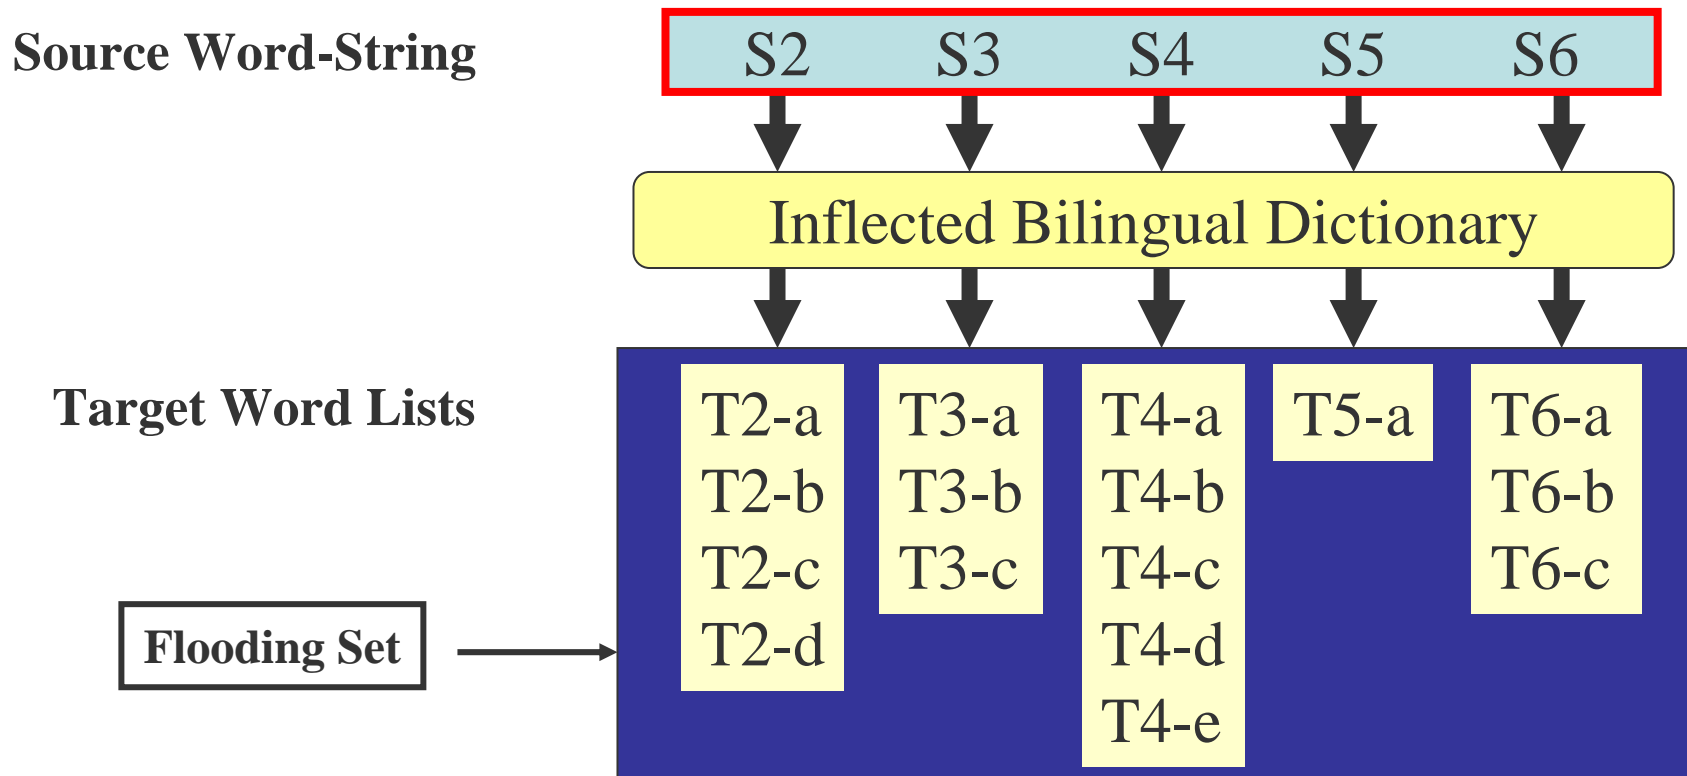 Source Word-String S2 S3 S4 S5 S6
Inflected Bilingual Dictionary
Target Word Lists T2-a T3-a T4-a T5-a T6-a
T2-b T3-b T4-b T6-b
T2-c T3-c T4-c T6-c
Flooding Set T2-d T4-d
T4-e